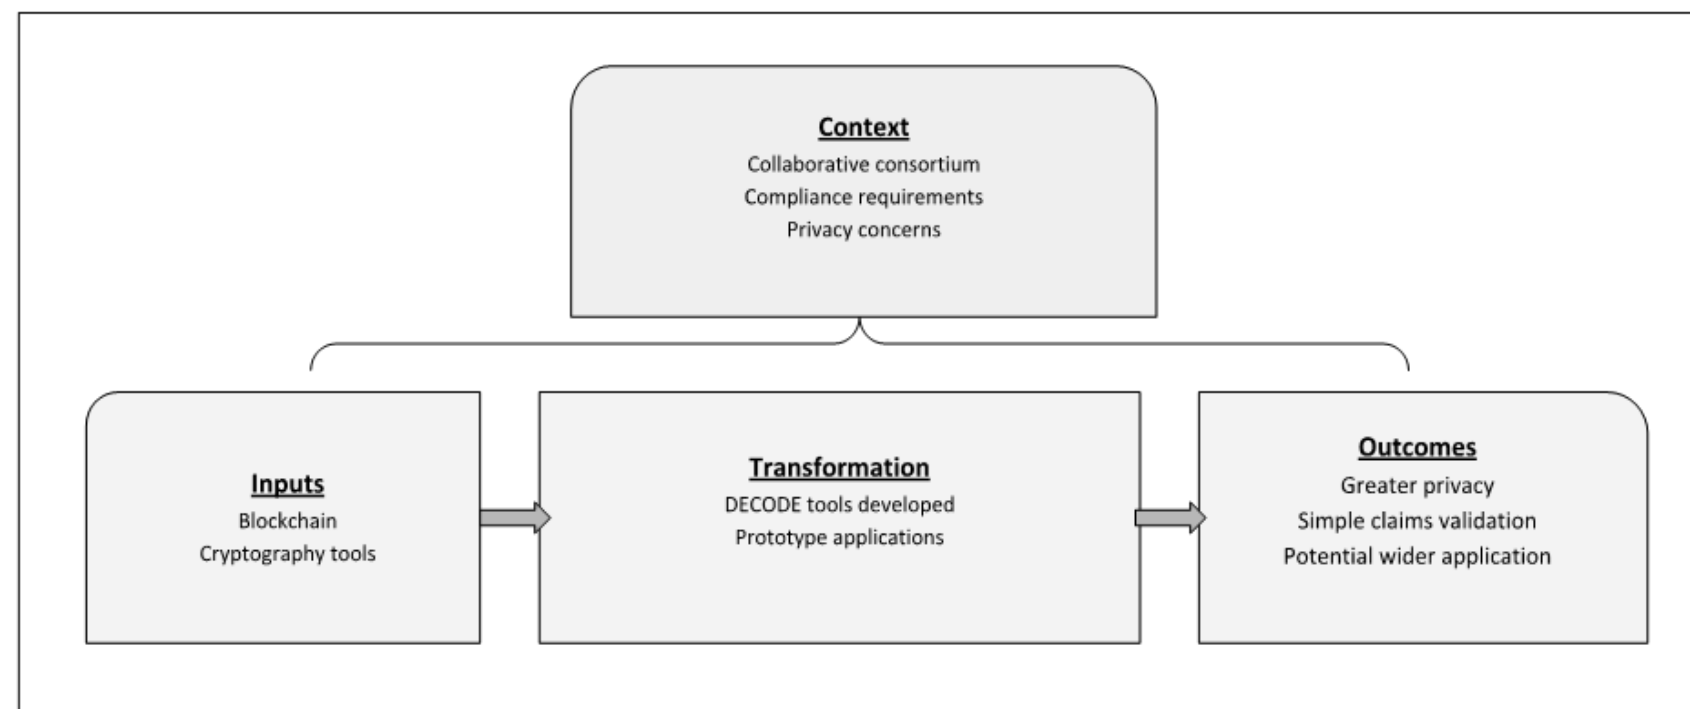 Context
Collaborative consortium
Compliance requirements
Privacy concerns
Inputs
Blockchain
Cryptography tools
Transformation
DECODE tools developed
Prototype applications
Outcomes
Greater privacy
Simple claims validation
Potential wider application